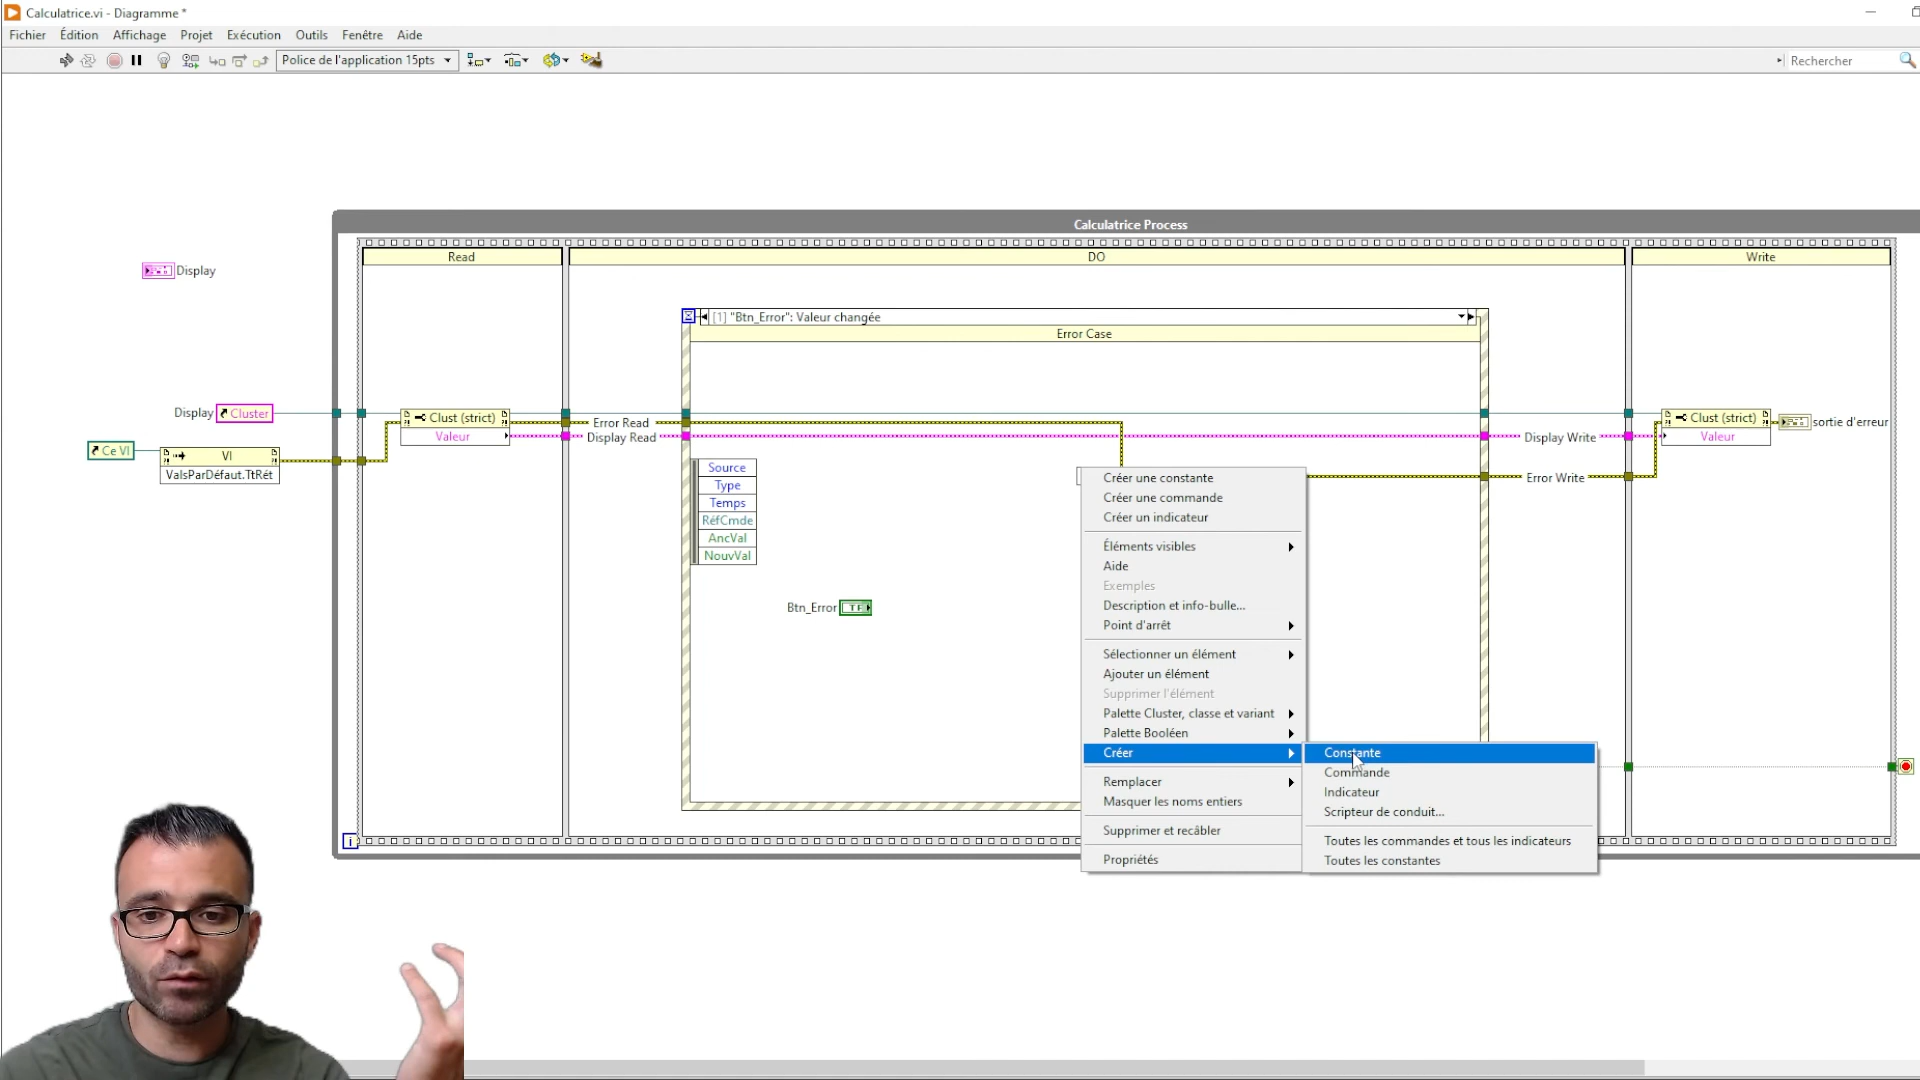 Calculatrice.vi - Diagramme *
Fichier Édition Affichage Projet Exécution Outils Fenêtre Aide
Police de l'application 15pts
Rechercher
Calculatrice Process
Read
DO
Write
Display
[1] "Btn_Error": Valeur changée
Error Case
Display
Cluster
Clust (strict)
Valeur
Error Read
Display Read
Display Write
Clust (strict)
Valeur
sortie d'erreur
Ce VI
VI
ValsParDéfaut.TtRét
Error Write
Source
Type
Temps
RéfCmde
AncVal
NouvVal
Btn_Error
TF
Créer une constante
Créer une commande
Créer un indicateur
Éléments visibles
Aide
Exemples
Description et info-bulle...
Point d'arrêt
Sélectionner un élément
Ajouter un élément
Supprimer l'élément
Palette Cluster, classe et variant
Palette Booléen
Créer
Remplacer
Masquer les noms entiers
Supprimer et recâbler
Propriétés
Constante
Commande
Indicateur
Scripteur de conduit...
Toutes les commandes et tous les indicateurs
Toutes les constantes
i